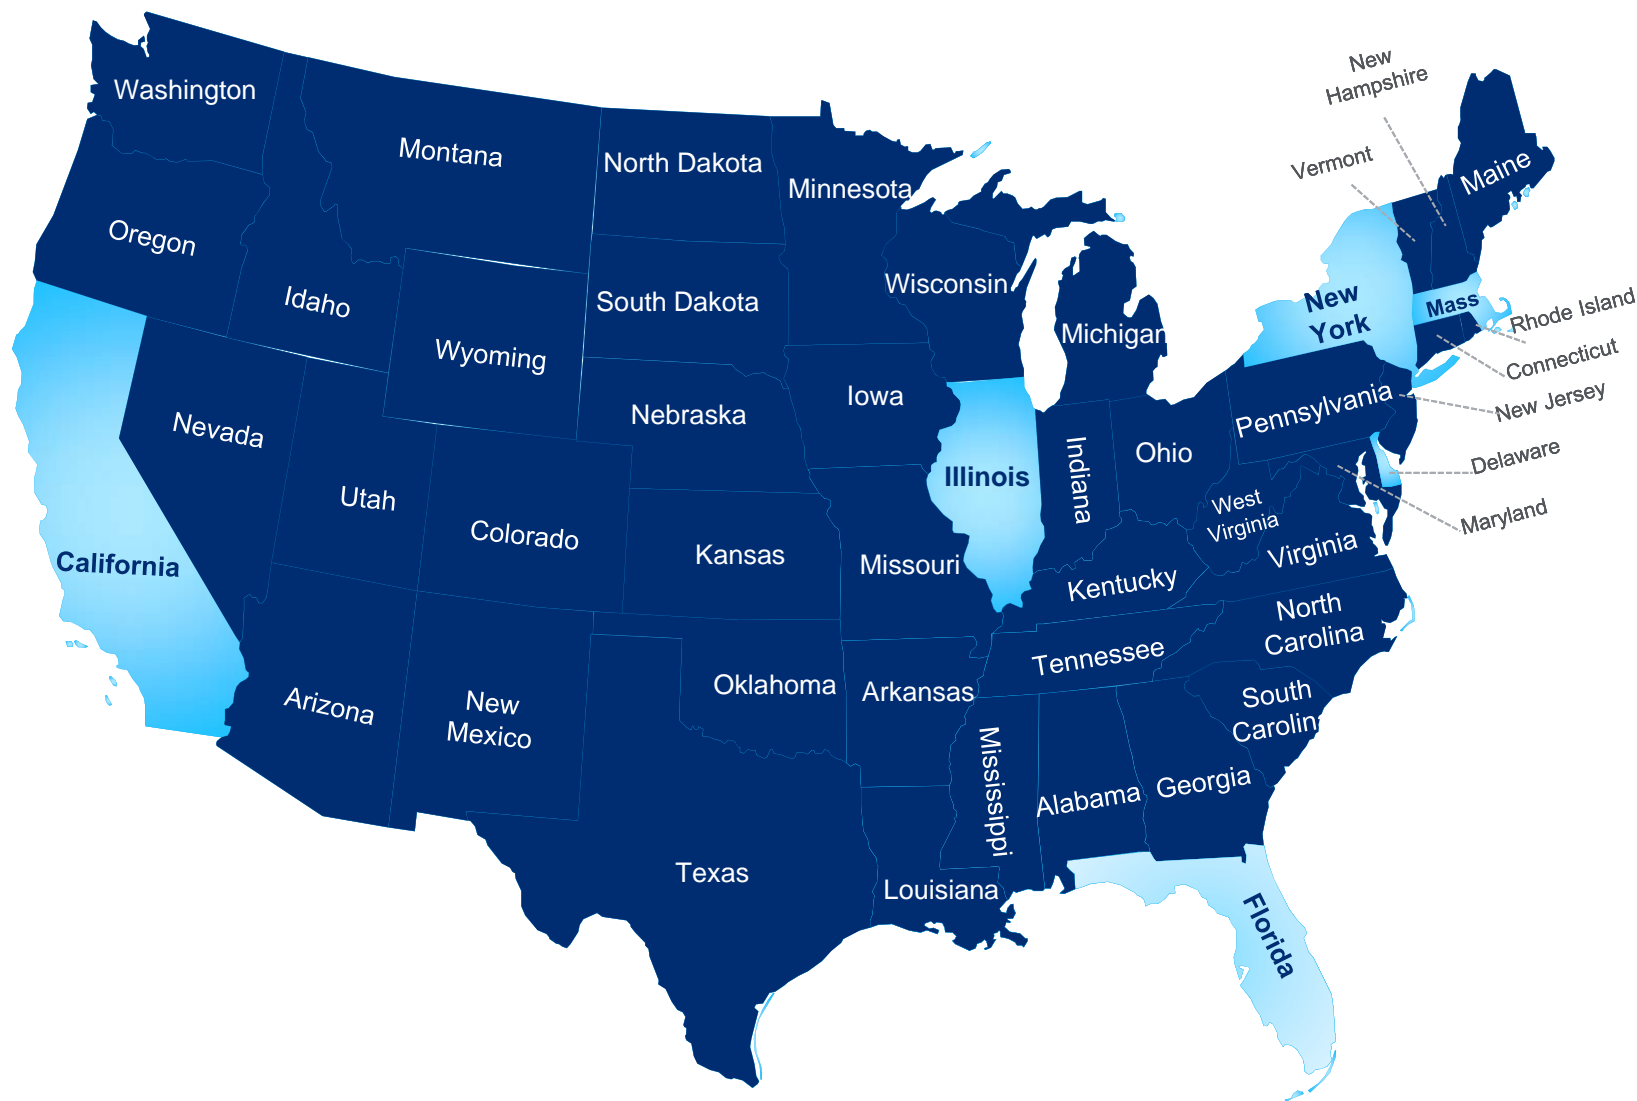 New
Hampshire
Washington
Vermont
Maine
Montana
North Dakota
Minnesota
Oregon
Idaho
South Dakota
Wisconsin
New
York
Mass
Rhode Island
Michigan
Wyoming
Connecticut
Nevada
Nebraska
Iowa
Pennsylvania
New Jersey
Utah
Illinois
Indiana
Ohio
Delaware
Colorado
Kansas
West
Virginia
Maryland
California
Missouri
Virginia
Kentucky
North
Carolina
Tennessee
Arizona
New
Mexico
Oklahoma
Arkansas
South
Carolina
Mississippi
Alabama
Georgia
Texas
Louisiana
Florida